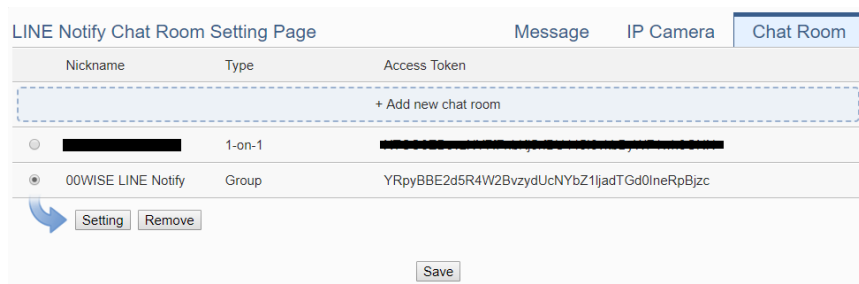 LINE Notify Chat Room Setting Page Message IP Camera Chat Room
Nickname Type Access Token
+ Add new chat room
1-on-1
00WISE LINE Notify Group YRpyBBE2d5R4W2BvzydUcNYbZ1ljadTGd0IneRpBjzc
Setting Remove
Save